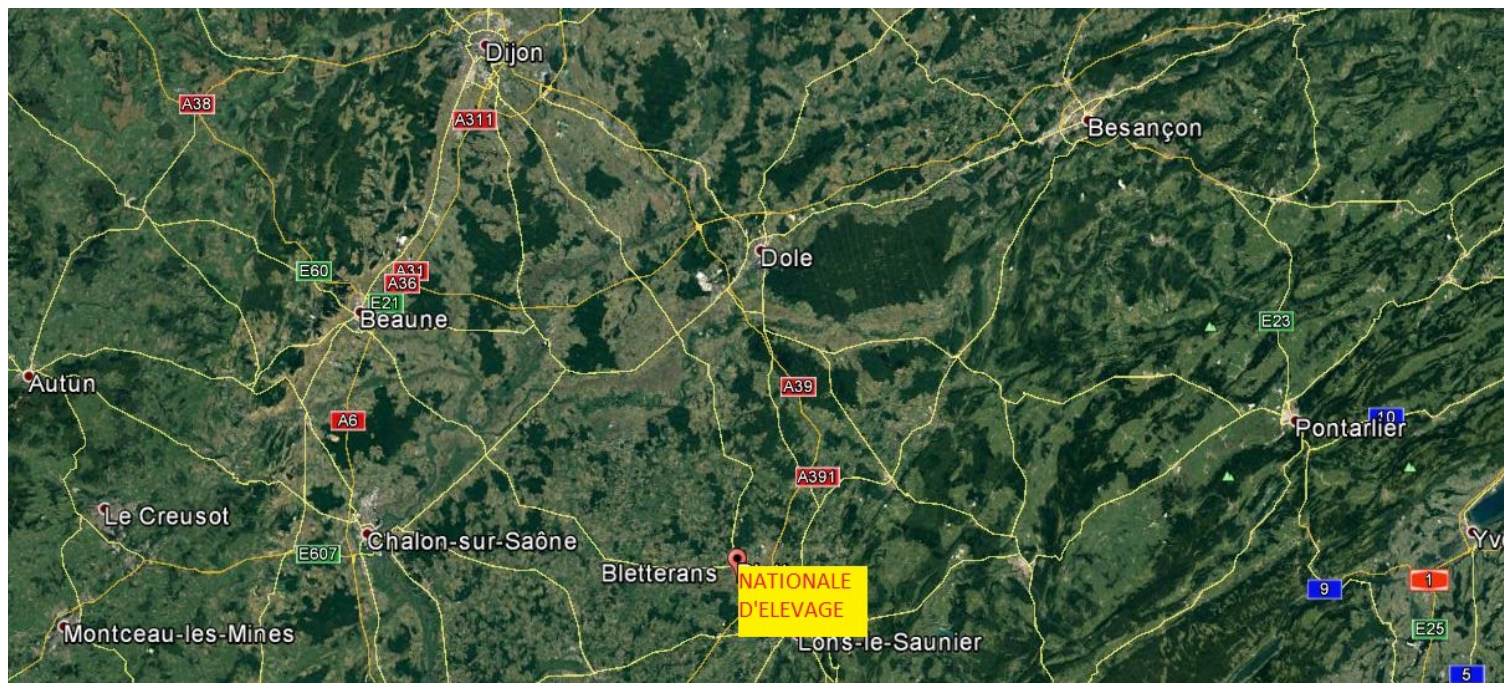 Dijon
A38
A311
Besançon
Dole
E60
A31
A36
E21
Beaune
E23
Autun
A39
A6
10
Pontarlier
A391
Le Creusot
Chalon-sur-Saône
E607
Bletterans
NATIONALE
D'ELEVAGE
Yv
1
9
Montceau-les-Mines
E25
Lons-le-Saunier
5